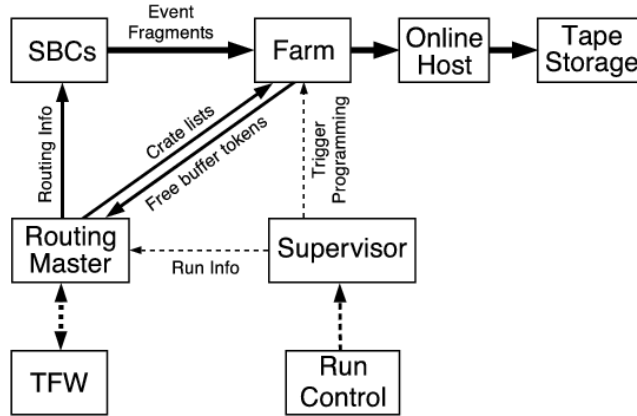 Event
Fragments
SBCs
Farm
Online
Host
Tape
Storage
Routing Info
Crate lists
Free buffer tokens
Trigger
Programming
Routing
Master
Run Info
Supervisor
TFW
Run
Control